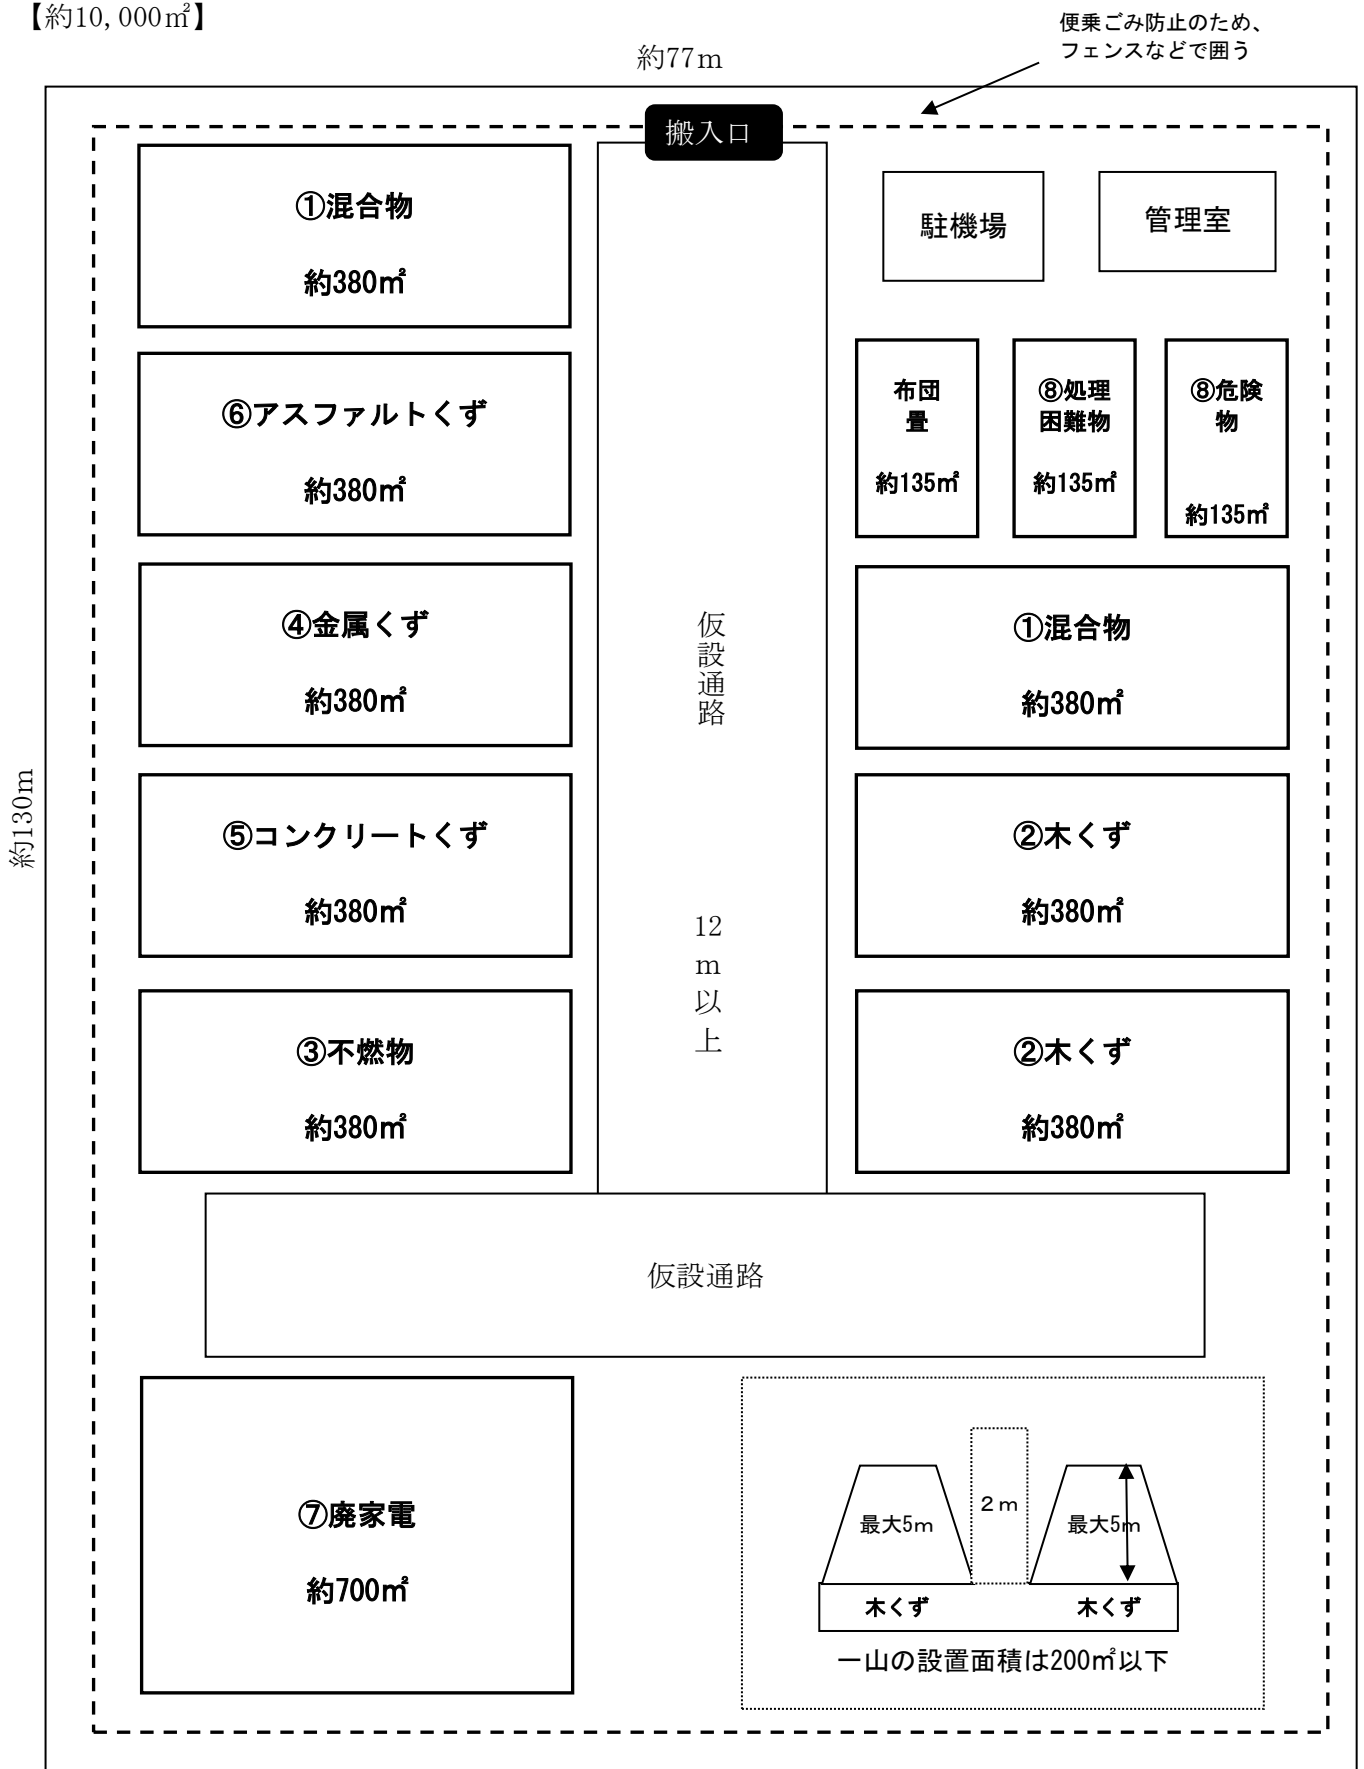 【約10,000㎡】
便乗ごみ防止のため、
フェンスなどで囲う
約77m
搬入口
①混合物
約380㎡
駐機場
管理室
⑥アスファルトくず
約380㎡
布団
畳
約135㎡
⑧処理
困難物
約135㎡
⑧危険
物
約135㎡
④金属くず
約380㎡
仮設通路
①混合物
約380㎡
約130m
⑤コンクリートくず
約380㎡
12m以上
②木くず
約380㎡
③不燃物
約380㎡
②木くず
約380㎡
仮設通路
⑦廃家電
約700㎡
最大5m
２ｍ
最大5m
木くず
木くず
一山の設置面積は200㎡以下